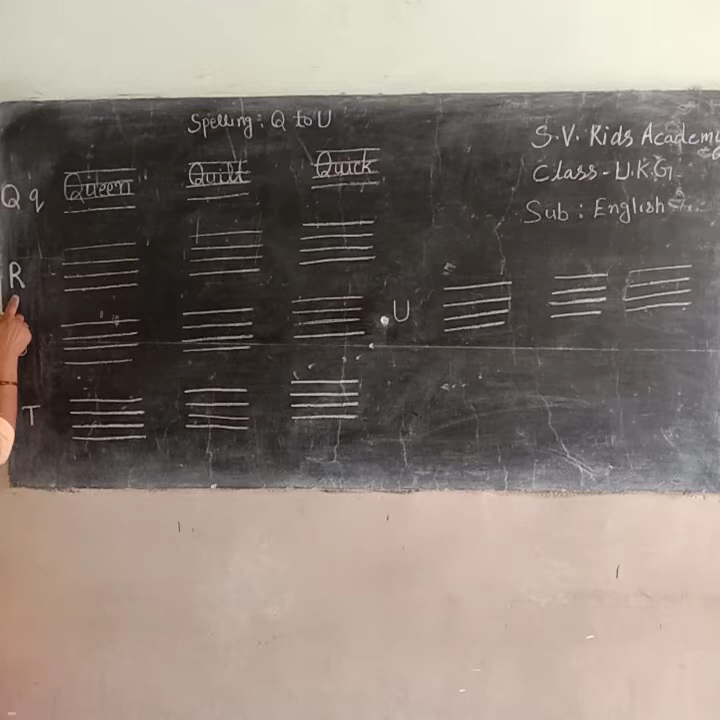 Spelling: Q to U
S.V. Kids Academy
Class - U.K.G
Sub : English
Q q Queen Quilt Quick
R
U
T